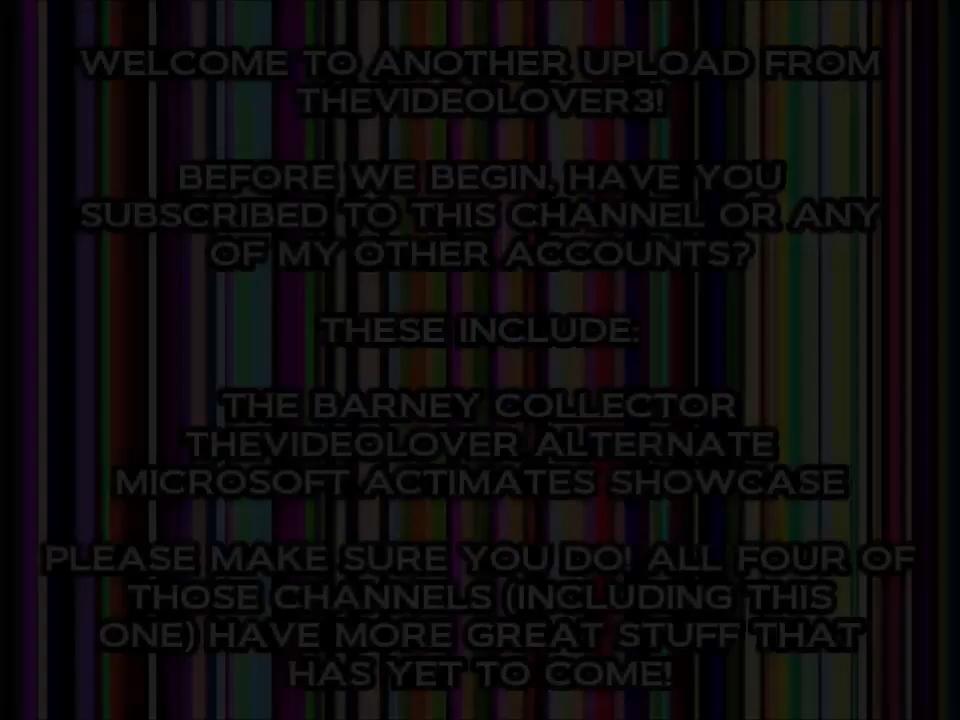 WELCOME TO ANOTHER UPLOAD FROM
THEVIDEOLOVER3!
BEFORE WE BEGIN, HAVE YOU
SUBSCRIBED TO THIS CHANNEL OR ANY
OF MY OTHER ACCOUNTS?
THESE INCLUDE:
THE BARNEY COLLECTOR
THEVIDEOLOVER ALTERNATE
MICROSOFT ACTIMATES SHOWCASE
PLEASE MAKE SURE YOU DO! ALL FOUR OF
THOSE CHANNELS (INCLUDING THIS
ONE) HAVE MORE GREAT STUFF THAT
HAS YET TO COME!